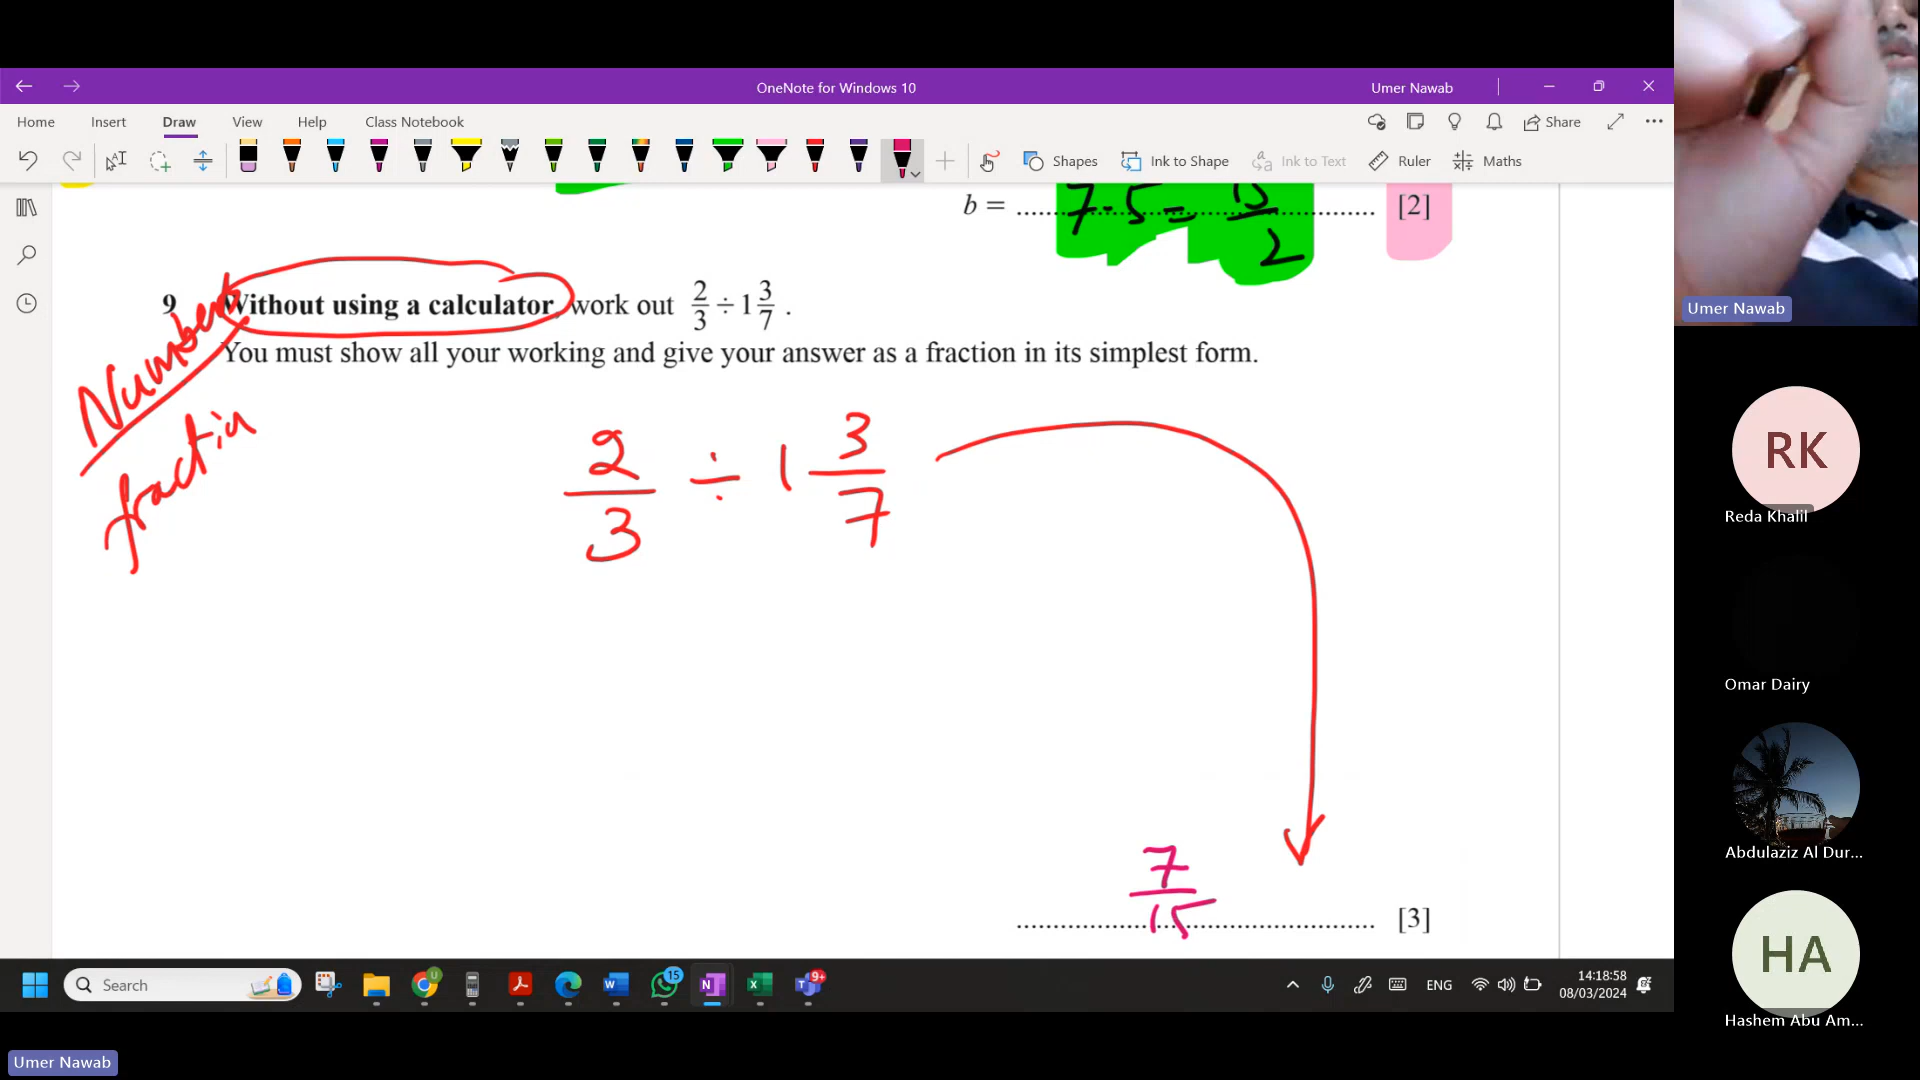 OneNote for Windows 10
Umer Nawab
Home Insert Draw View Help Class Notebook
Share
Shapes Ink to Shape Ink to Text Ruler Maths
b = 7.5 = 15/2 [2]
9 Without using a calculator, work out 2/3 ÷ 1 3/7 .
You must show all your working and give your answer as a fraction in its simplest form.
Number
fraction
2/3 ÷ 1 3/7
7/15
[3]
Umer Nawab
RK
Reda Khalil
Omar Dairy
Abdulaziz Al Dur...
HA
Hashem Abu Am...
Search
U
15
9+
ENG
14:18:58
08/03/2024
Umer Nawab